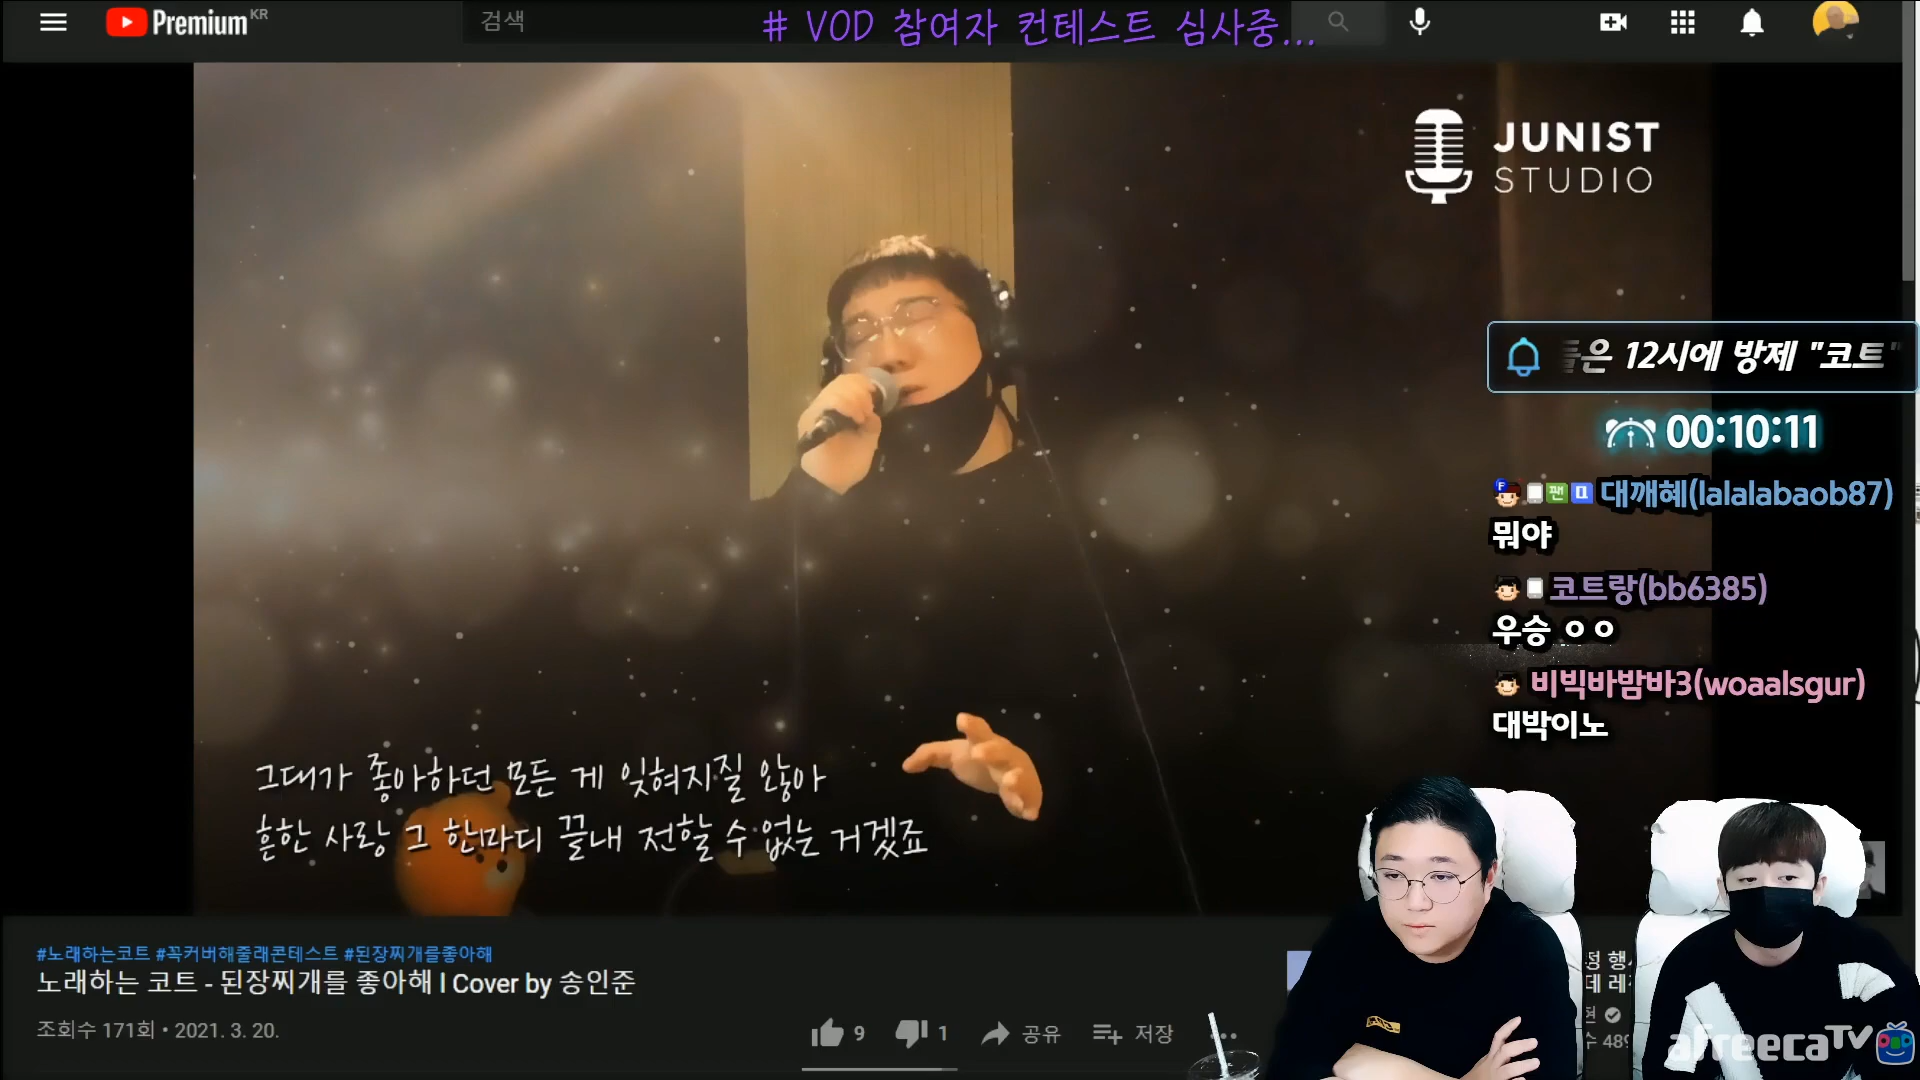 Premium KR
검색
# VOD 참여자 컨테스트 심사중...
JUNIST
STUDIO
은 12시에 방제 "코트"
00:10:11
팬 대깨혜(lalalabaob87)
뭐야
코트랑(bb6385)
우승 ㅇㅇ
비빅바밤바3(woaalsgur)
대박이노
그대가 좋아하던 모든 게 잊혀지질 않아
흔한 사랑 그 한마디 끝내 전할 수 없는 거겠죠
#노래하는코트 #꼭커버해줄래콘테스트 #된장찌개를좋아해
노래하는 코트 - 된장찌개를 좋아해 l Cover by 송인준
조회수 171회 • 2021. 3. 20.
9
1
공유
저장
afreecaTV